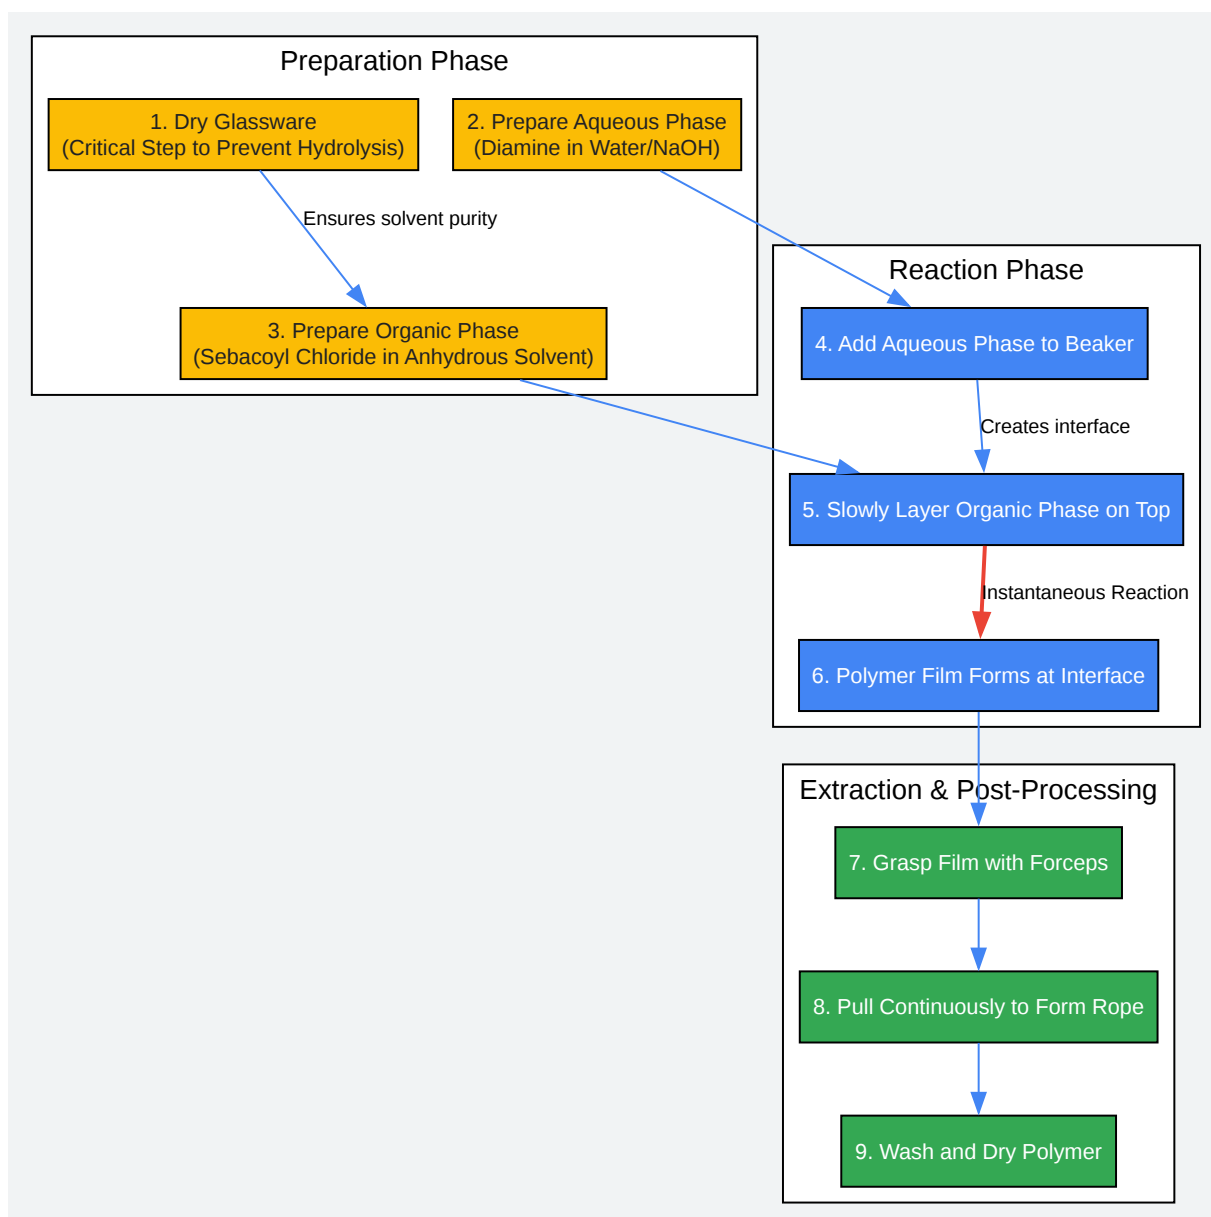 Preparation Phase
1. Dry Glassware
(Critical Step to Prevent Hydrolysis)
2. Prepare Aqueous Phase
(Diamine in Water/NaOH)
Ensures solvent purity
3. Prepare Organic Phase
(Sebacoyl Chloride in Anhydrous Solvent)
Reaction Phase
4. Add Aqueous Phase to Beaker
Creates interface
5. Slowly Layer Organic Phase on Top
Instantaneous Reaction
6. Polymer Film Forms at Interface
Extraction & Post-Processing
7. Grasp Film with Forceps
8. Pull Continuously to Form Rope
9. Wash and Dry Polymer